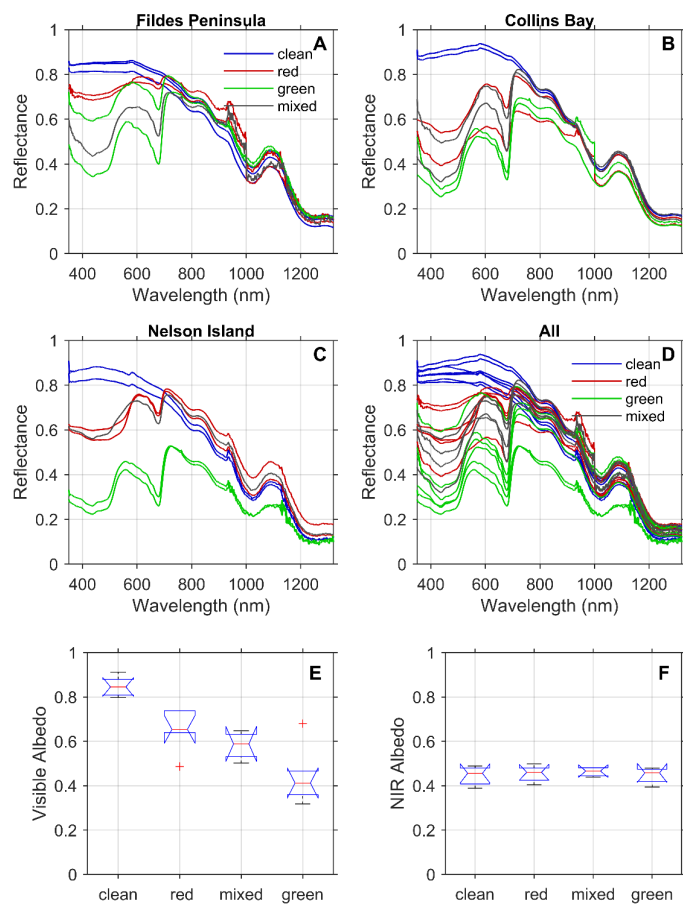 Fildes Peninsula
A
clean
red
green
mixed
1
0.8
0.6
0.4
0.2
0
Reflectance
400 600 800 1000 1200
Wavelength (nm)
Collins Bay
B
1
0.8
0.6
0.4
0.2
0
Reflectance
400 600 800 1000 1200
Wavelength (nm)
Nelson Island
C
1
0.8
0.6
0.4
0.2
0
Reflectance
400 600 800 1000 1200
Wavelength (nm)
All
D
clean
red
green
mixed
1
0.8
0.6
0.4
0.2
0
Reflectance
400 600 800 1000 1200
Wavelength (nm)
E
1
0.8
0.6
0.4
0.2
0
Visible Albedo
clean red mixed green
F
1
0.8
0.6
0.4
0.2
0
NIR Albedo
clean red mixed green